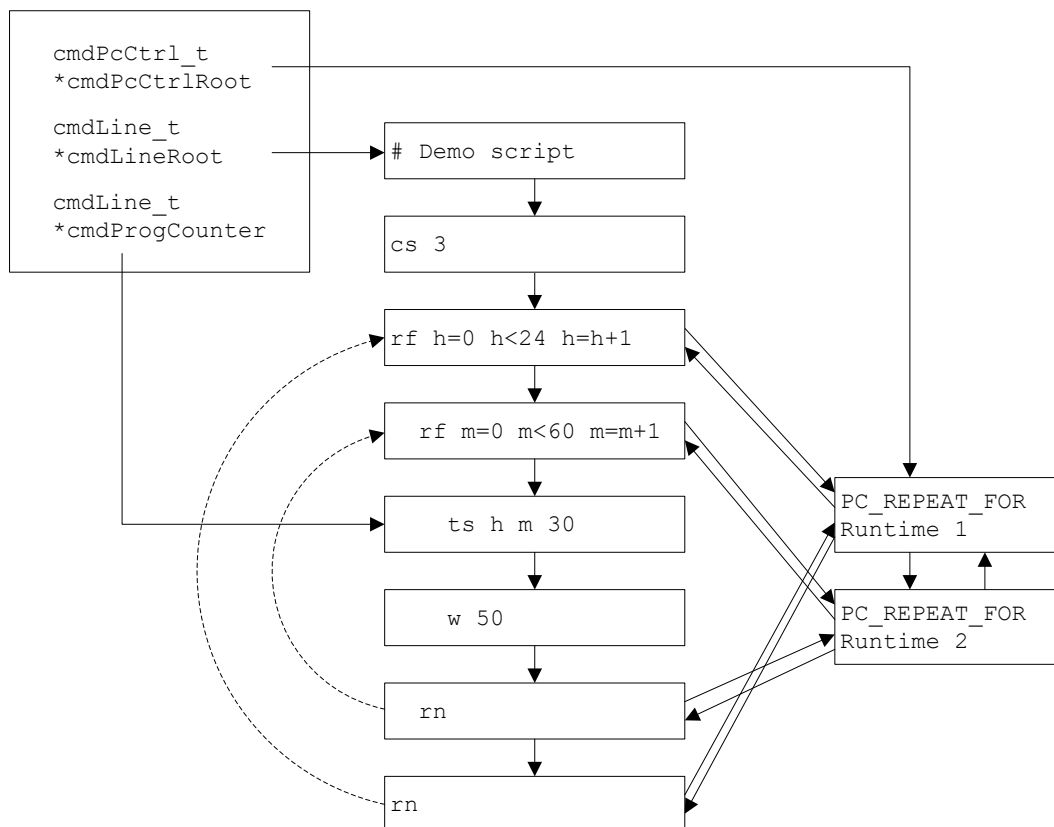 cmdPcCtrl_t
*cmdPcCtrlRoot
cmdLine_t
*cmdLineRoot
cmdLine_t
*cmdProgCounter
# Demo script
cs 3
rf h=0 h<24 h=h+1
rf m=0 m<60 m=m+1
ts h m 30
w 50
rn
rn
PC_REPEAT_FOR
Runtime 1
PC_REPEAT_FOR
Runtime 2